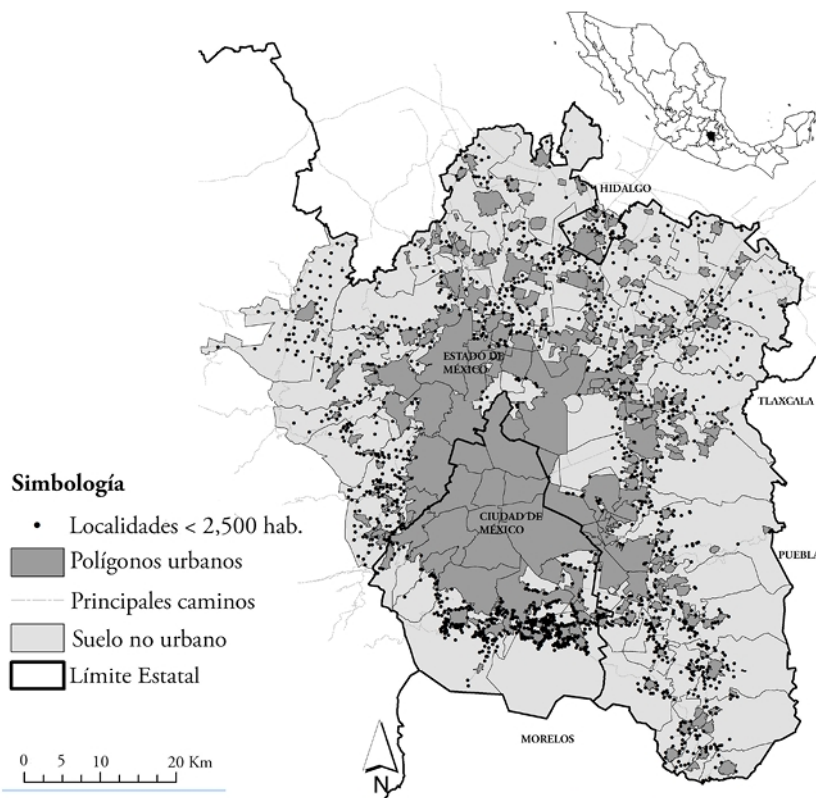 HIDALGO
ESTADO DE
MÉXICO
TLAXCALA
CIUDAD DE
MÉXICO
PUEBLA
MORELOS
Simbología
Localidades < 2,500 hab.
Polígonos urbanos
Principales caminos
Suelo no urbano
Límite Estatal
0 5 10 20 Km
N